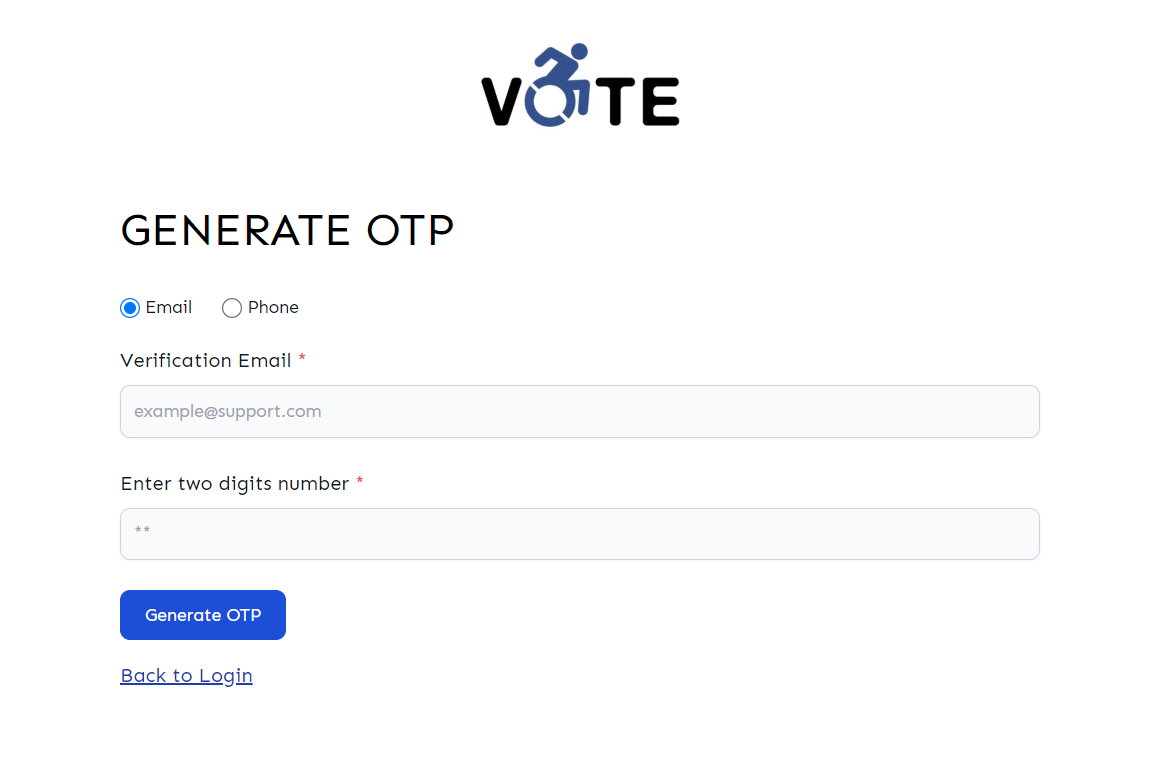 VOTE
GENERATE OTP
Email Phone
Verification Email *
example@support.com
Enter two digits number *
**
Generate OTP
Back to Login